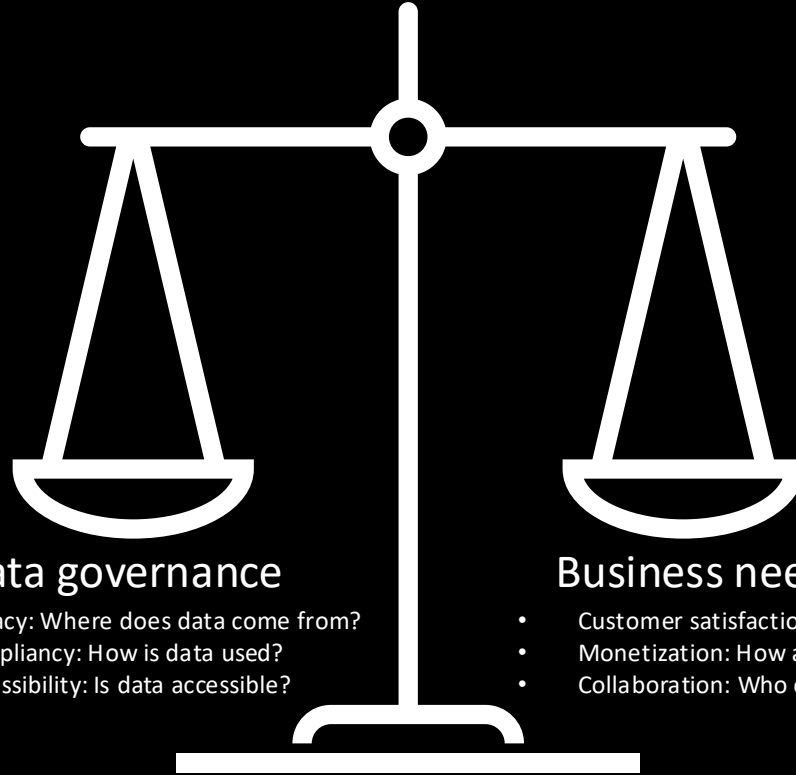 ata governance
acy: Where does data come from?
pliancy: How is data used?
ssibility: Is data accessible?
Business nee
• Customer satisfactio
• Monetization: How a
• Collaboration: Who